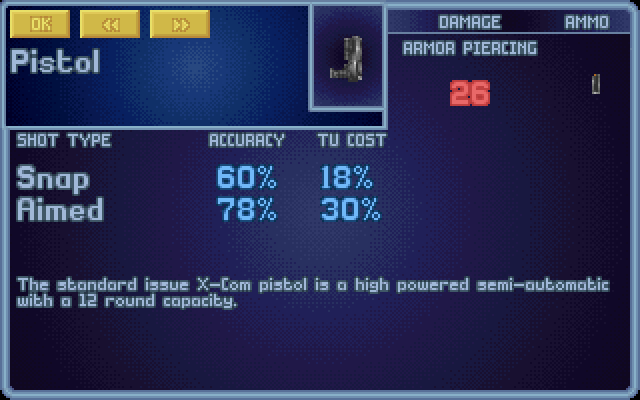 OK << >>
Pistol
DAMAGE AMMO
ARMOR PIERCING
26
SHOT TYPE ACCURACY TU COST
Snap 60% 18%
Aimed 78% 30%
The standard issue X-Com pistol is a high powered semi-automatic
with a 12 round capacity.